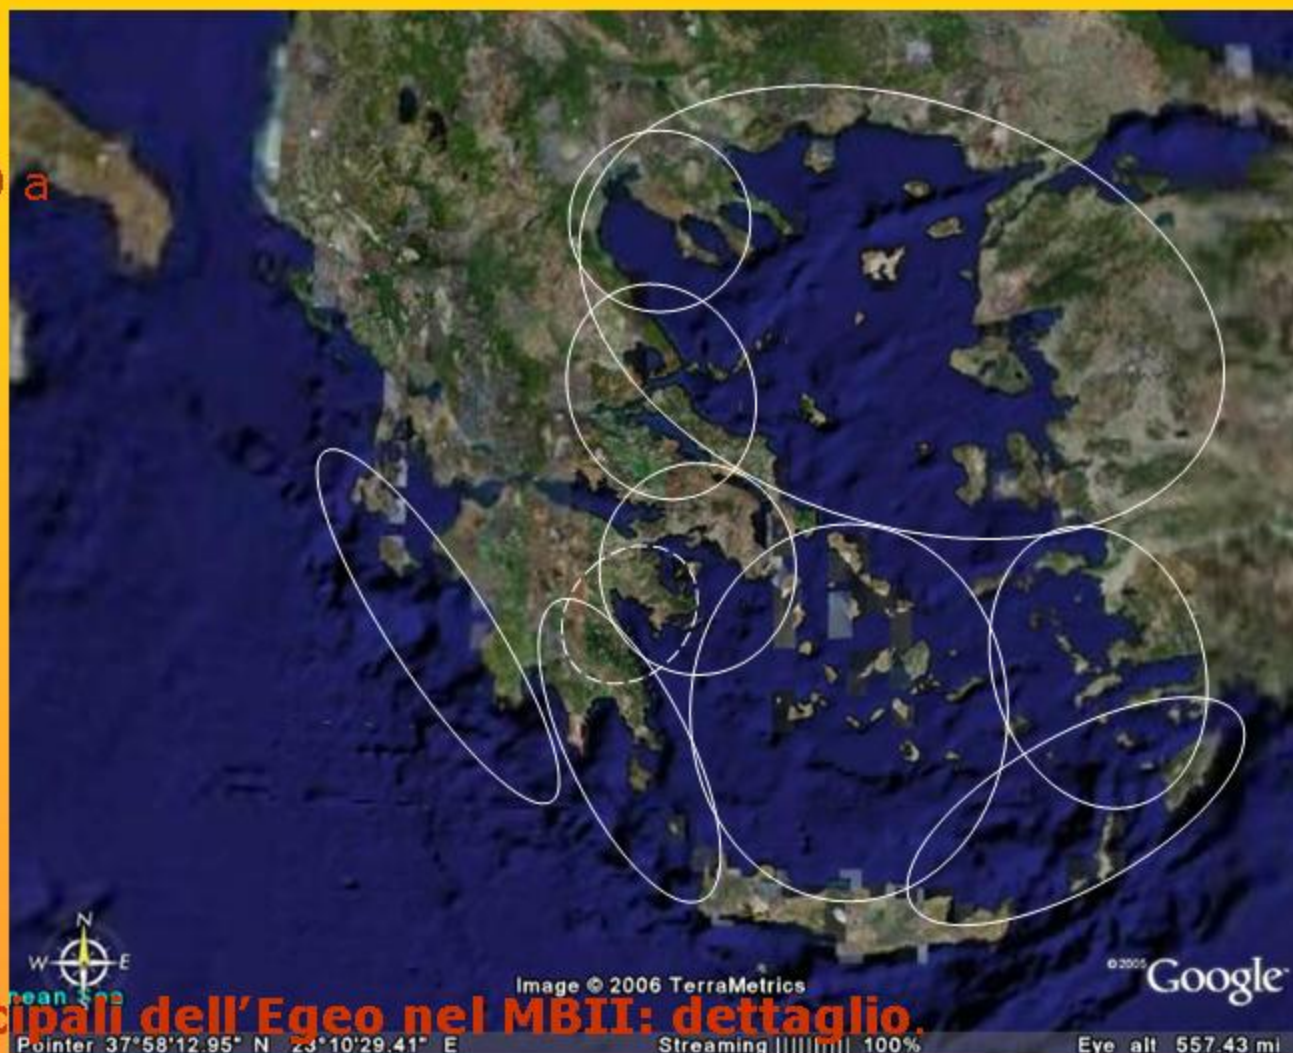 a
N
W E
Image © 2006 TerraMetrics
©2005 Google
dell'Egeo nel MBII: dettaglio.
Pointer 37°58'12.95" N 23°10'29.41" E Streaming |||||||||| 100% Eye alt 557.43 mi